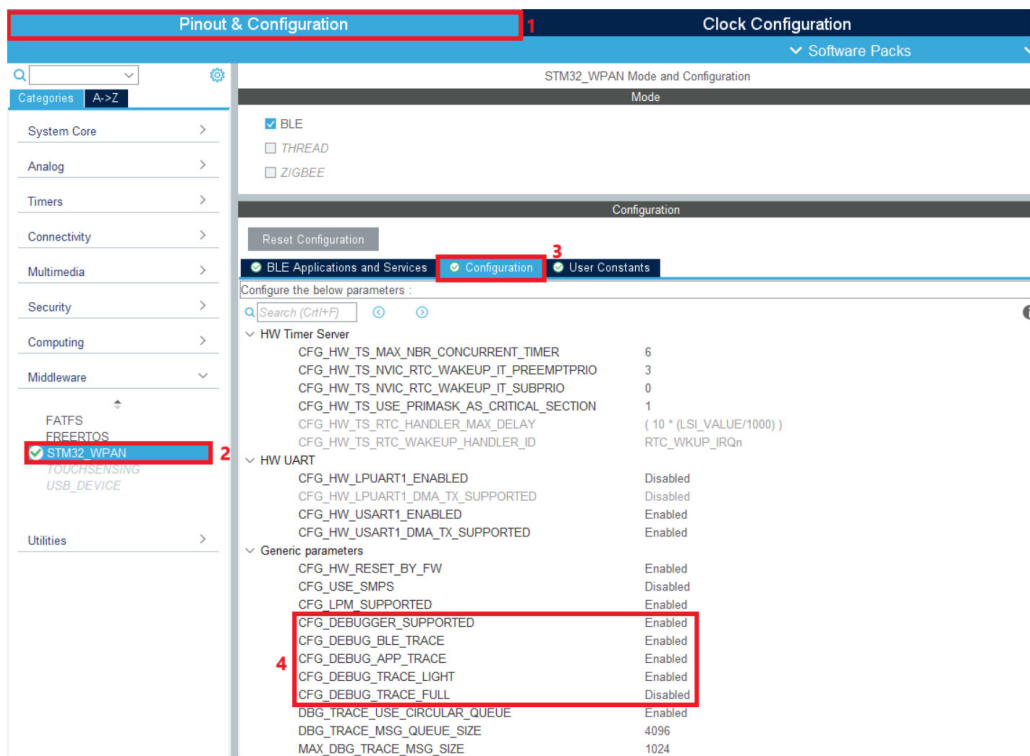 Pinout & Configuration
1
Clock Configuration
Software Packs
Categories
A->Z
System Core
Analog
Timers
Connectivity
Multimedia
Security
Computing
Middleware
FATFS
FREERTOS
STM32_WPAN
2
TOUCHSENSING
USB_DEVICE
Utilities
STM32_WPAN Mode and Configuration
Mode
BLE
THREAD
ZIGBEE
Configuration
Reset Configuration
3
BLE Applications and Services
Configuration
User Constants
Configure the below parameters :
Search (Crtl+F)
HW Timer Server
CFG_HW_TS_MAX_NBR_CONCURRENT_TIMER 6
CFG_HW_TS_NVIC_RTC_WAKEUP_IT_PREEMPTPRIO 3
CFG_HW_TS_NVIC_RTC_WAKEUP_IT_SUBPRIO 0
CFG_HW_TS_USE_PRIMASK_AS_CRITICAL_SECTION 1
CFG_HW_TS_RTC_HANDLER_MAX_DELAY ( 10 * (LSI_VALUE/1000) )
CFG_HW_TS_RTC_WAKEUP_HANDLER_ID RTC_WKUP_IRQn
HW UART
CFG_HW_LPUART1_ENABLED Disabled
CFG_HW_LPUART1_DMA_TX_SUPPORTED Disabled
CFG_HW_USART1_ENABLED Enabled
CFG_HW_USART1_DMA_TX_SUPPORTED Enabled
Generic parameters
CFG_HW_RESET_BY_FW Enabled
CFG_USE_SMPS Disabled
CFG_LPM_SUPPORTED Enabled
CFG_DEBUGGER_SUPPORTED Enabled
CFG_DEBUG_BLE_TRACE Enabled
4
CFG_DEBUG_APP_TRACE Enabled
CFG_DEBUG_TRACE_LIGHT Enabled
CFG_DEBUG_TRACE_FULL Disabled
DBG_TRACE_USE_CIRCULAR_QUEUE Enabled
DBG_TRACE_MSG_QUEUE_SIZE 4096
MAX_DBG_TRACE_MSG_SIZE 1024